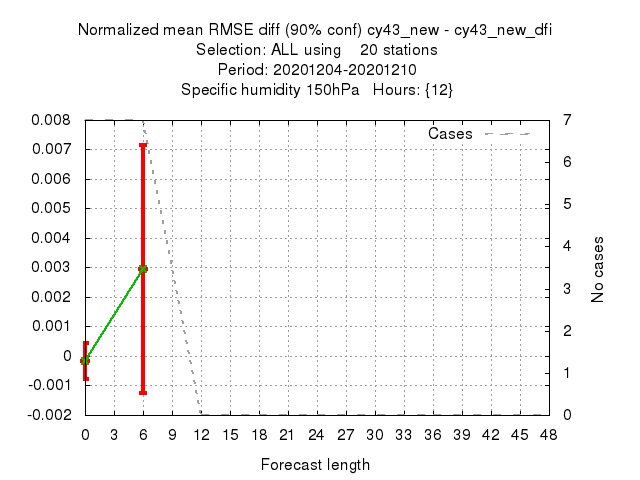 Normalized mean RMSE diff (90% conf) cy43_new - cy43_new_dfi
Selection: ALL using 20 stations
Period: 20201204-20201210
Specific humidity 150hPa Hours: {12}
Cases
0.008
0.007
0.006
0.005
0.004
0.003
0.002
0.001
0
-0.001
-0.002
7
6
5
4
3
2
1
0
No cases
0 3 6 9 12 15 18 21 24 27 30 33 36 39 42 45 48
Forecast length